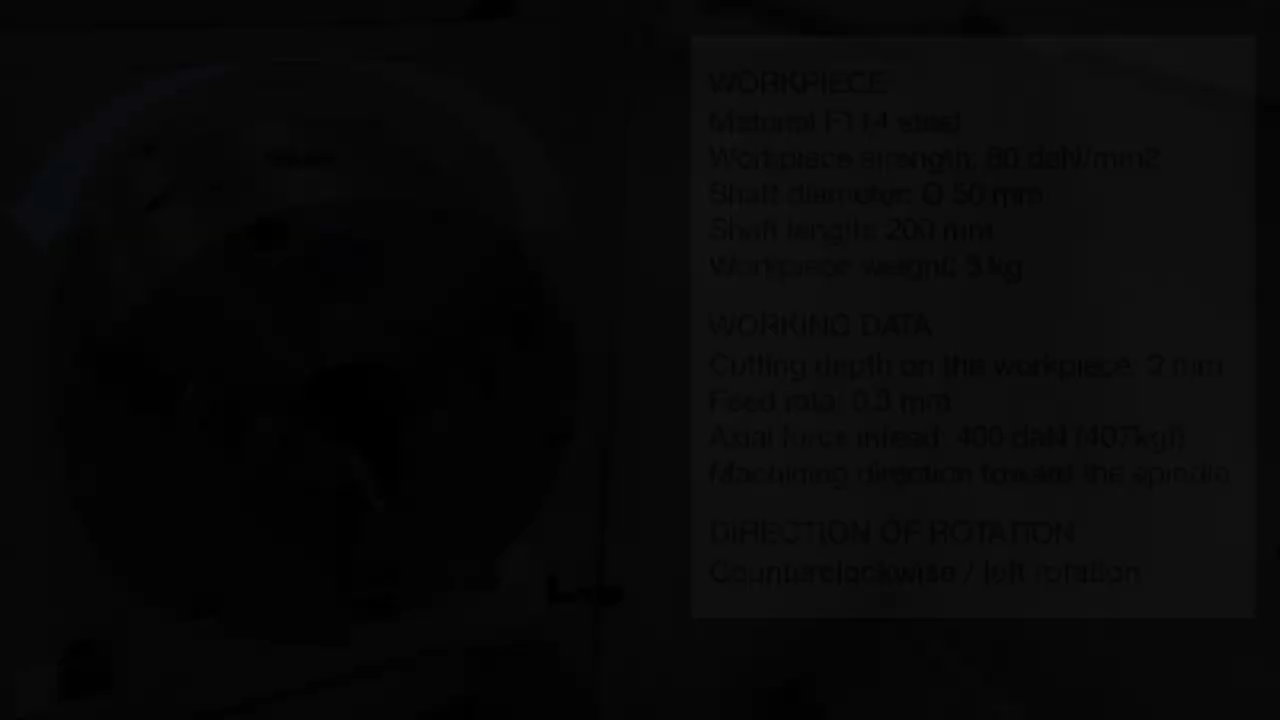 WORKPIECE
Material F114 steel
Workpiece strength: 80 daN/mm2
Shaft diameter: Ø 50 mm
Shaft length: 200 mm
Workpiece weight: 3 kg
WORKING DATA
Cutting depth on the workpiece: 2 mm
Feed rate: 0.3 mm
Axial force infeed: 400 daN (407kgf)
Machining direction toward the spindle
DIRECTION OF ROTATION
Counterclockwise / left rotation